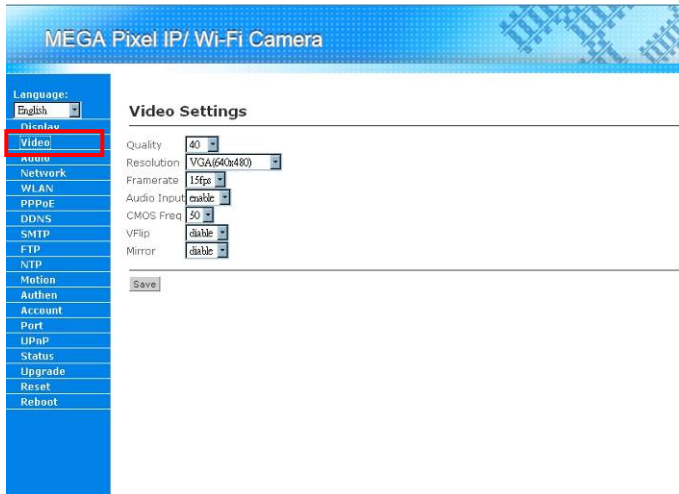 MEGA Pixel IP/ Wi-Fi Camera
Language:
English
Display
Video
Audio
Network
WLAN
PPPoE
DDNS
SMTP
FTP
NTP
Motion
Authen
Account
Port
UPnP
Status
Upgrade
Reset
Reboot
Video Settings
Quality 40
Resolution VGA(640x480)
Framerate 15fps
Audio Input enable
CMOS Freq 50
VFlip diable
Mirror diable
Save